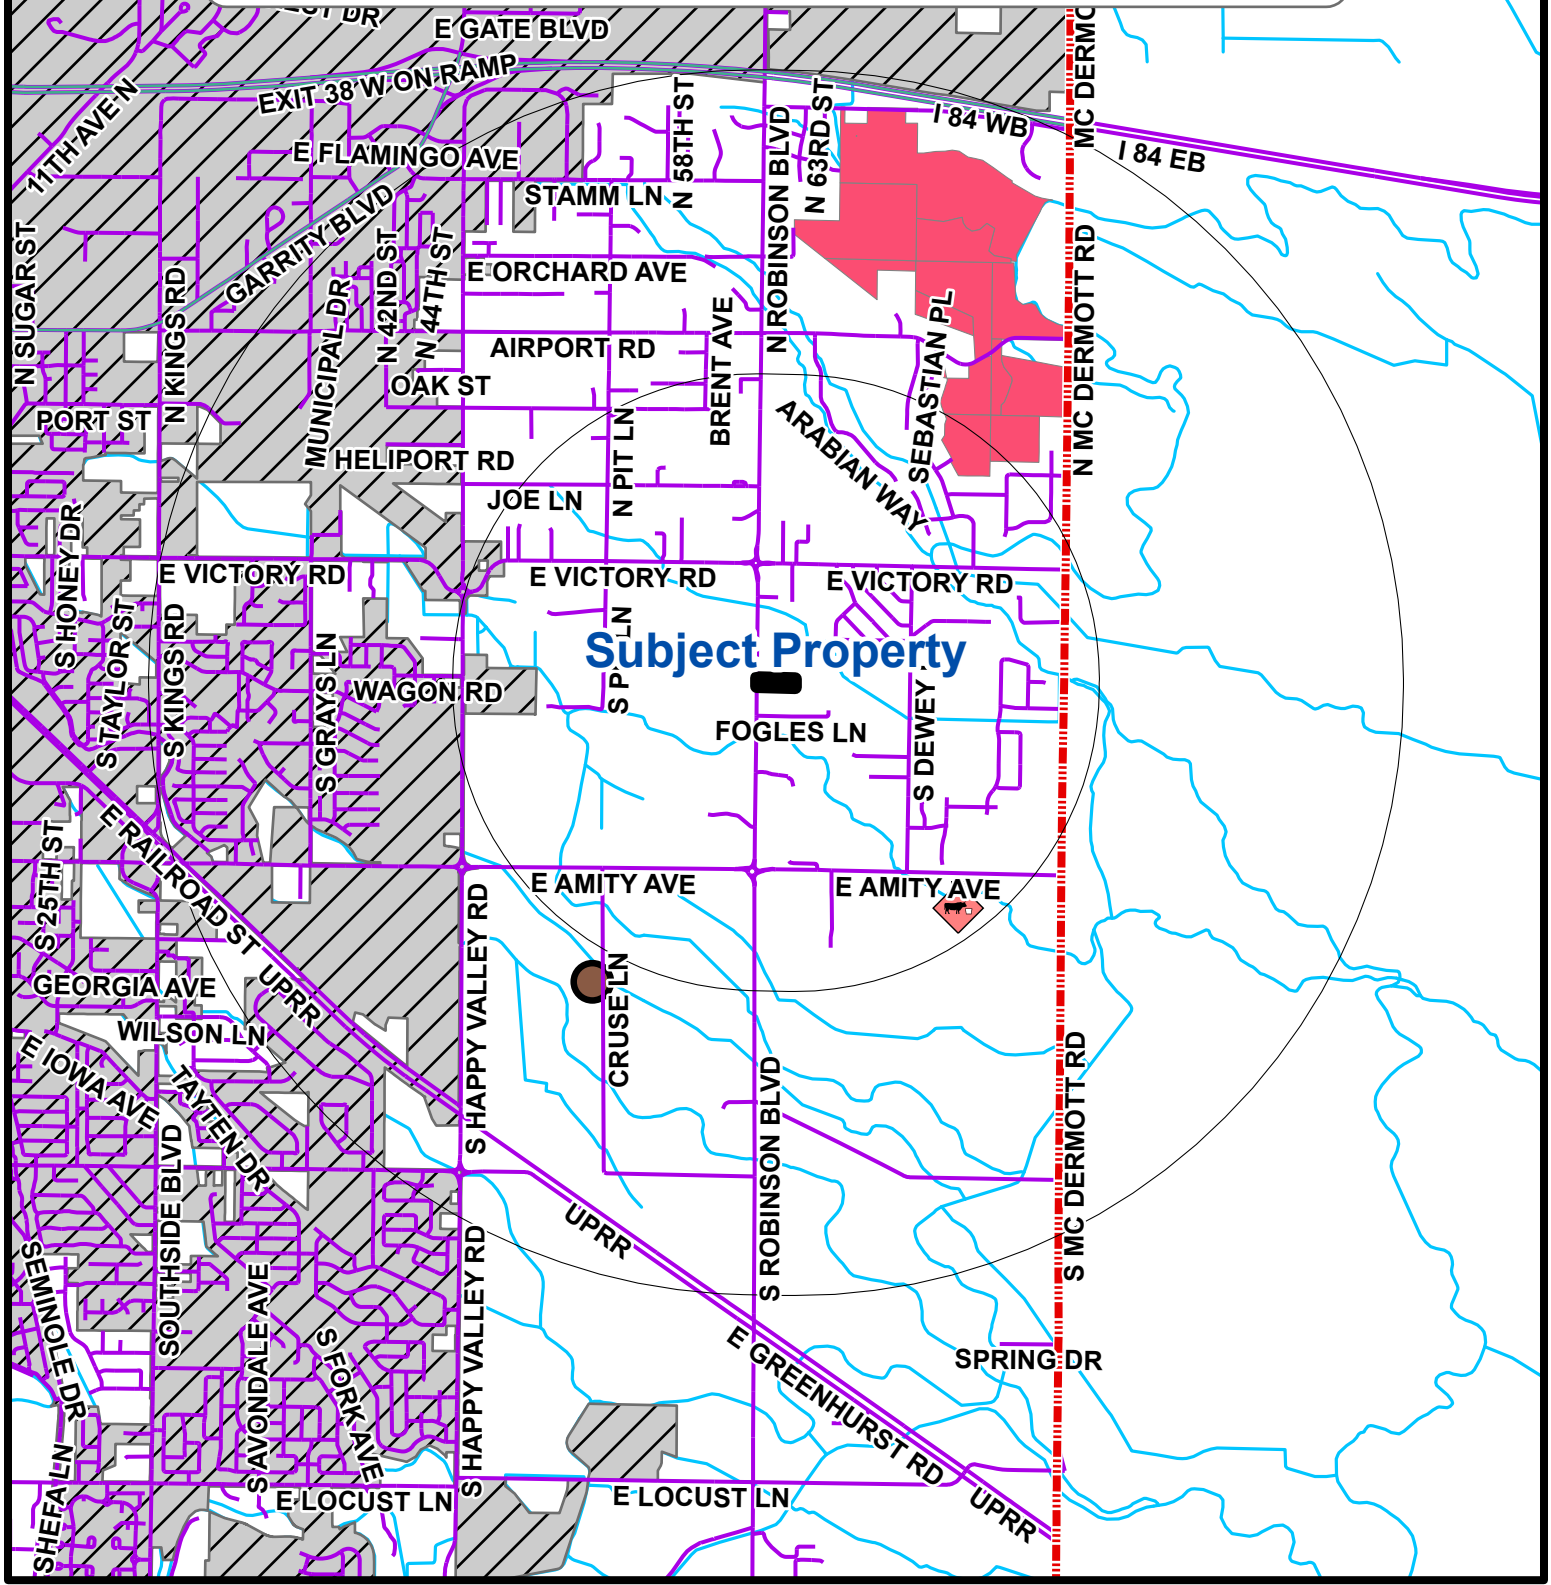 E GATE BLVD
EXIT 38 W ON RAMP
11TH AVE N
E FLAMINGO AVE
N 58TH ST
N 63RD ST
I 84 WB
I 84 EB
STAMM LN
N ROBINSON BLVD
GARRITY BLVD
N SUGAR ST
N KINGS RD
MUNICIPAL DR
N 42ND ST
N 44TH ST
E ORCHARD AVE
N MC DERMOTT RD
AIRPORT RD
BRENT AVE
SEBASTIAN PL
OAK ST
PORT ST
N PIT LN
ARABIAN WAY
HELIPORT RD
JOE LN
S HONEY DR
E VICTORY RD
E VICTORY RD
E VICTORY RD
S TAYLOR ST
S KINGS RD
S GRAYS LN
Subject Property
WAGON RD
FOGLES LN
S DEWEY
E RAILROAD ST
S 25TH ST
E AMITY AVE
E AMITY AVE
GEORGIA AVE
UPRR
S HAPPY VALLEY RD
CRUSE LN
WILSON LN
E IOWA AVE
TAYTEN DR
S ROBINSON BLVD
S MC DERMOTT RD
SOUTHSIDE BLVD
UPRR
SEMINOLE DR
S AVONDALE AVE
S FORK AVE
S HAPPY VALLEY RD
E GREENHURST RD
SPRING DR
SHEFA LN
E LOCUST LN
E LOCUST LN
UPRR